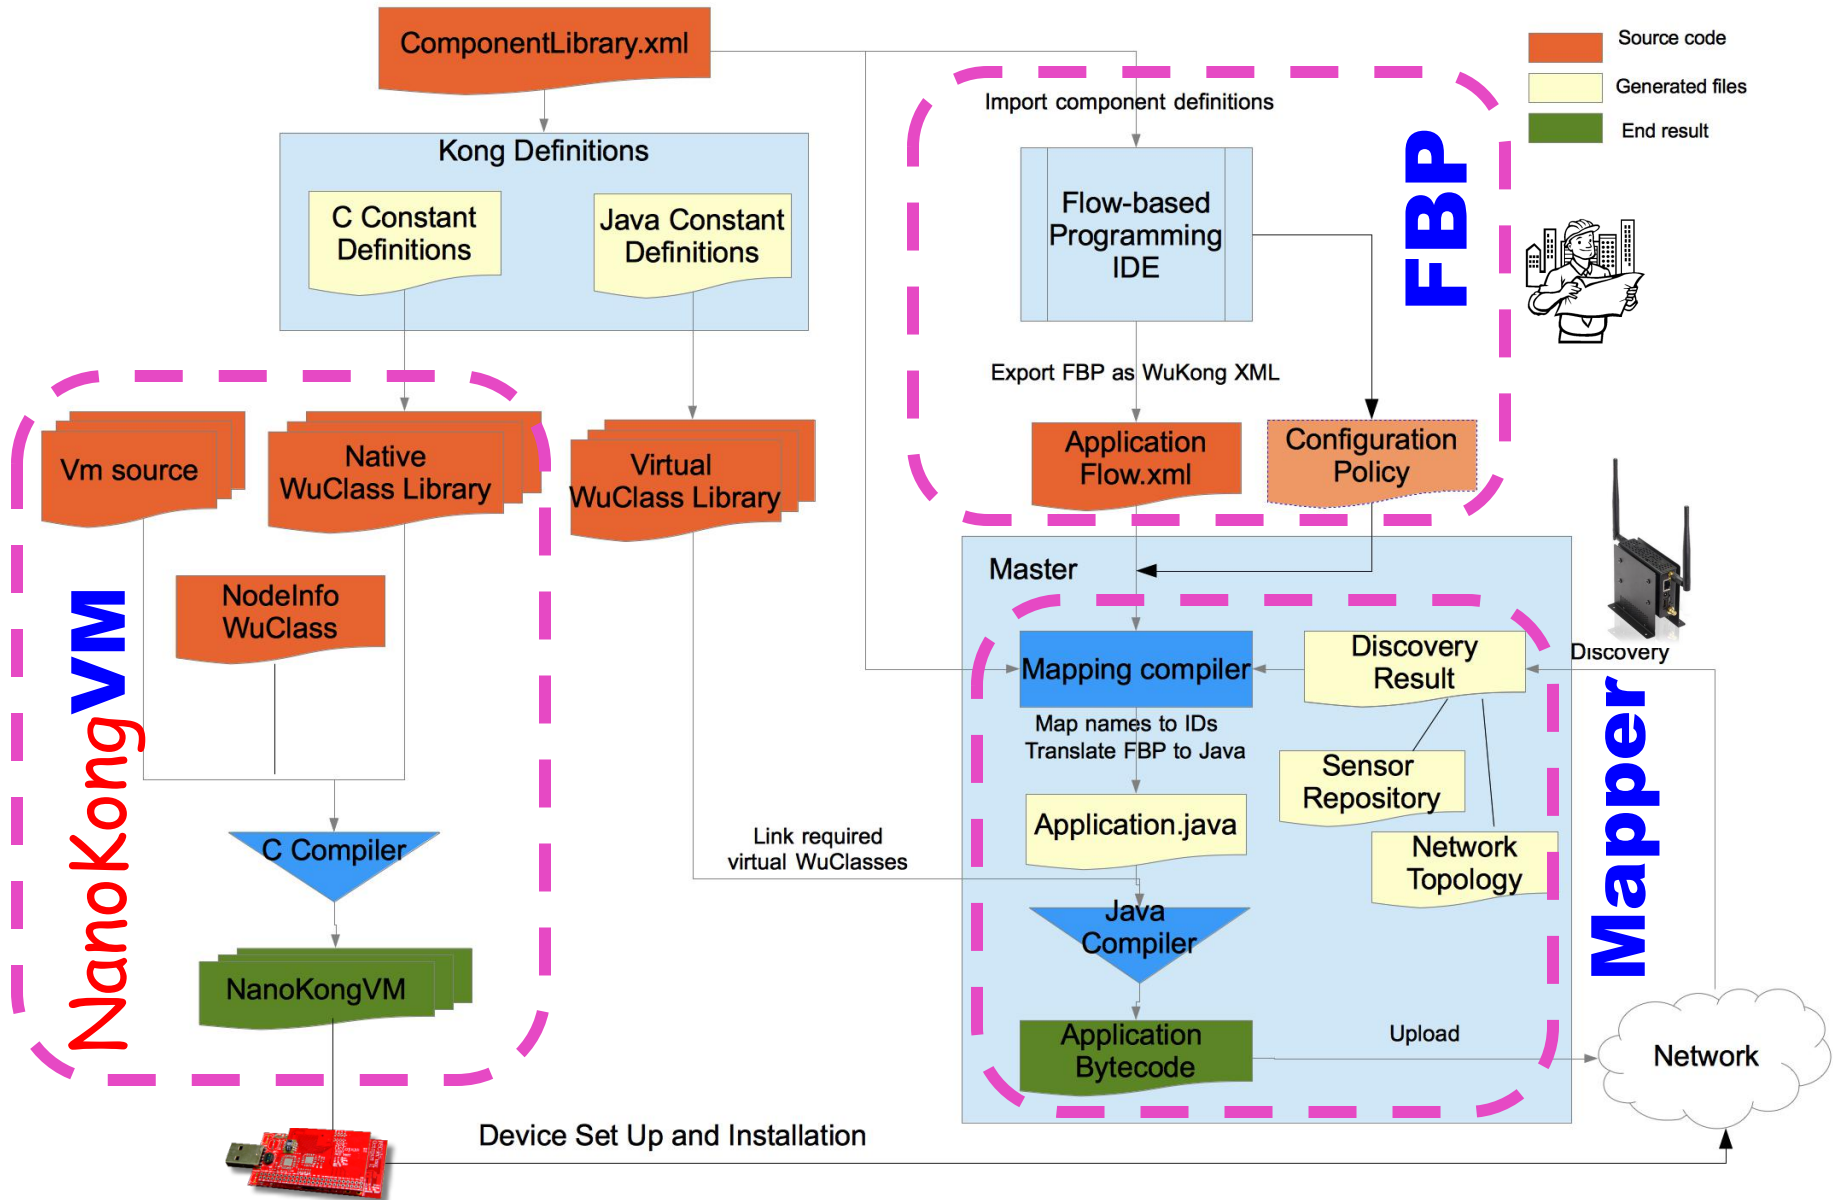 ComponentLibrary.xml
Source code
Generated files
End result
Import component definitions
FBP
Kong Definitions
C Constant
Definitions
Java Constant
Definitions
Flow-based
Programming
IDE
Export FBP as WuKong XML
Vm source
Native
WuClass Library
Virtual
WuClass Library
Application
Flow.xml
Configuration
Policy
Master
NodeInfo
WuClass
NanoKongVM
Mapping compiler
Discovery
Result
Discovery
Map names to IDs
Translate FBP to Java
Sensor
Repository
Mapper
Application.java
Link required
virtual WuClasses
C Compiler
Network
Topology
Java
Compiler
NanoKongVM
Application
Bytecode
Upload
Network
Device Set Up and Installation